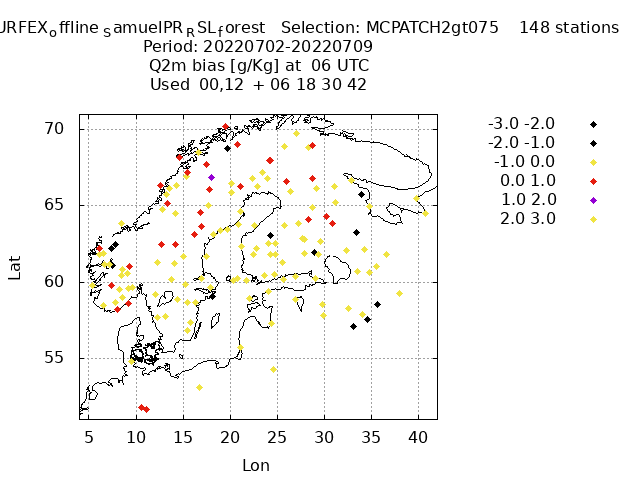 URFEXoffline SamuelPRRSLforest Selection: MCPATCH2gt075 148 stations
Period: 20220702-20220709
Q2m bias [g/Kg] at 06 UTC
Used 00,12 + 06 18 30 42
-3.0 -2.0
-2.0 -1.0
-1.0 0.0
0.0 1.0
1.0 2.0
2.0 3.0
70
65
60
55
Lat
5 10 15 20 25 30 35 40
Lon